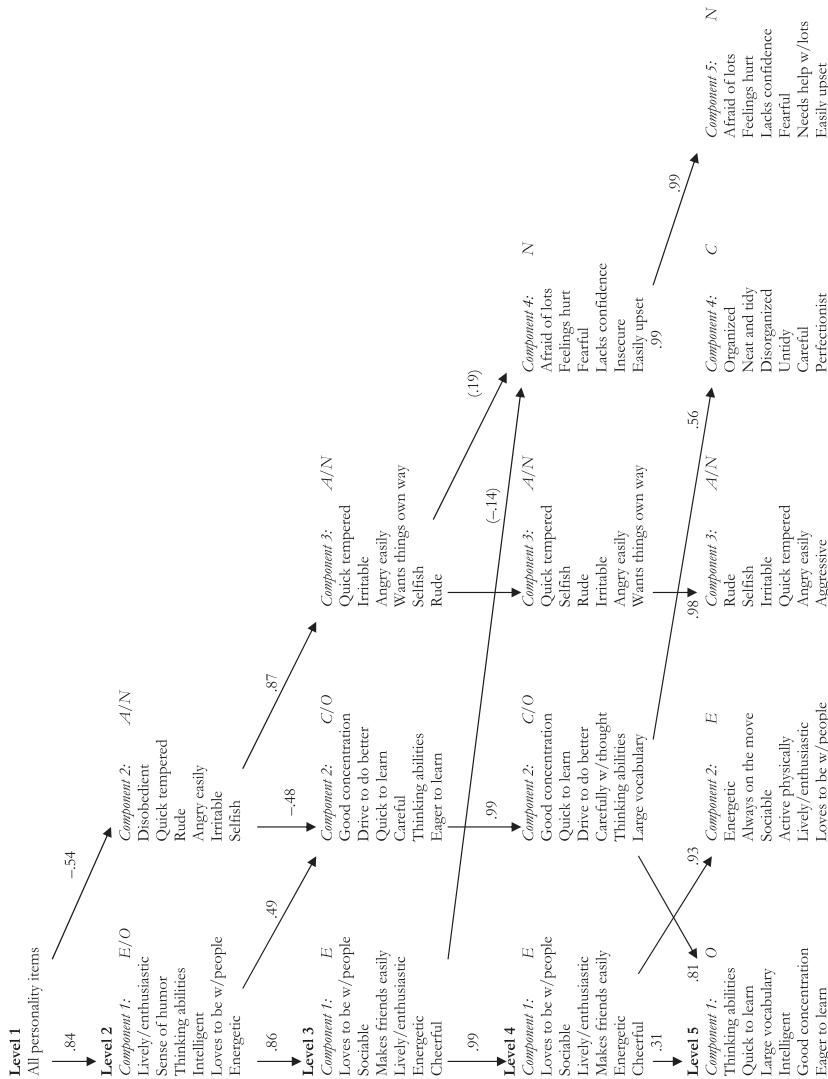 Level 1
All personality items
.84
–.54
Level 2
Component 1: E/O
Lively/enthusiastic
Sense of humor
Thinking abilities
Intelligent
Loves to be w/people
Energetic
Component 2: A/N
Disobedient
Quick tempered
Rude
Angry easily
Irritable
Selfish
.86
.49
–.48
.87
Level 3
Component 1: E
Loves to be w/people
Sociable
Makes friends easily
Lively/enthusiastic
Energetic
Cheerful
Component 2: C/O
Good concentration
Drive to do better
Quick to learn
Careful
Thinking abilities
Eager to learn
Component 3: A/N
Quick tempered
Irritable
Angry easily
Wants things own way
Selfish
Rude
.99
.99
(–.14)
(.19)
Level 4
Component 1: E
Loves to be w/people
Sociable
Lively/enthusiastic
Makes friends easily
Energetic
Cheerful
Component 2: C/O
Good concentration
Quick to learn
Drive to do better
Carefully w/thought
Thinking abilities
Large vocabulary
Component 3: A/N
Quick tempered
Selfish
Rude
Irritable
Angry easily
Wants things own way
Component 4: N
Afraid of lots
Feelings hurt
Fearful
Lacks confidence
Insecure
Easily upset
.99
.31
.81
.93
.98
.56
.99
Level 5
Component 1: O
Thinking abilities
Quick to learn
Large vocabulary
Intelligent
Good concentration
Eager to learn
Component 2: E
Energetic
Always on the move
Sociable
Active physically
Lively/enthusiastic
Loves to be w/people
Component 3: A/N
Rude
Selfish
Irritable
Quick tempered
Angry easily
Aggressive
Component 4: C
Organized
Neat and tidy
Disorganized
Untidy
Careful
Perfectionist
Component 5: N
Afraid of lots
Feelings hurt
Lacks confidence
Fearful
Needs help w/lots
Easily upset